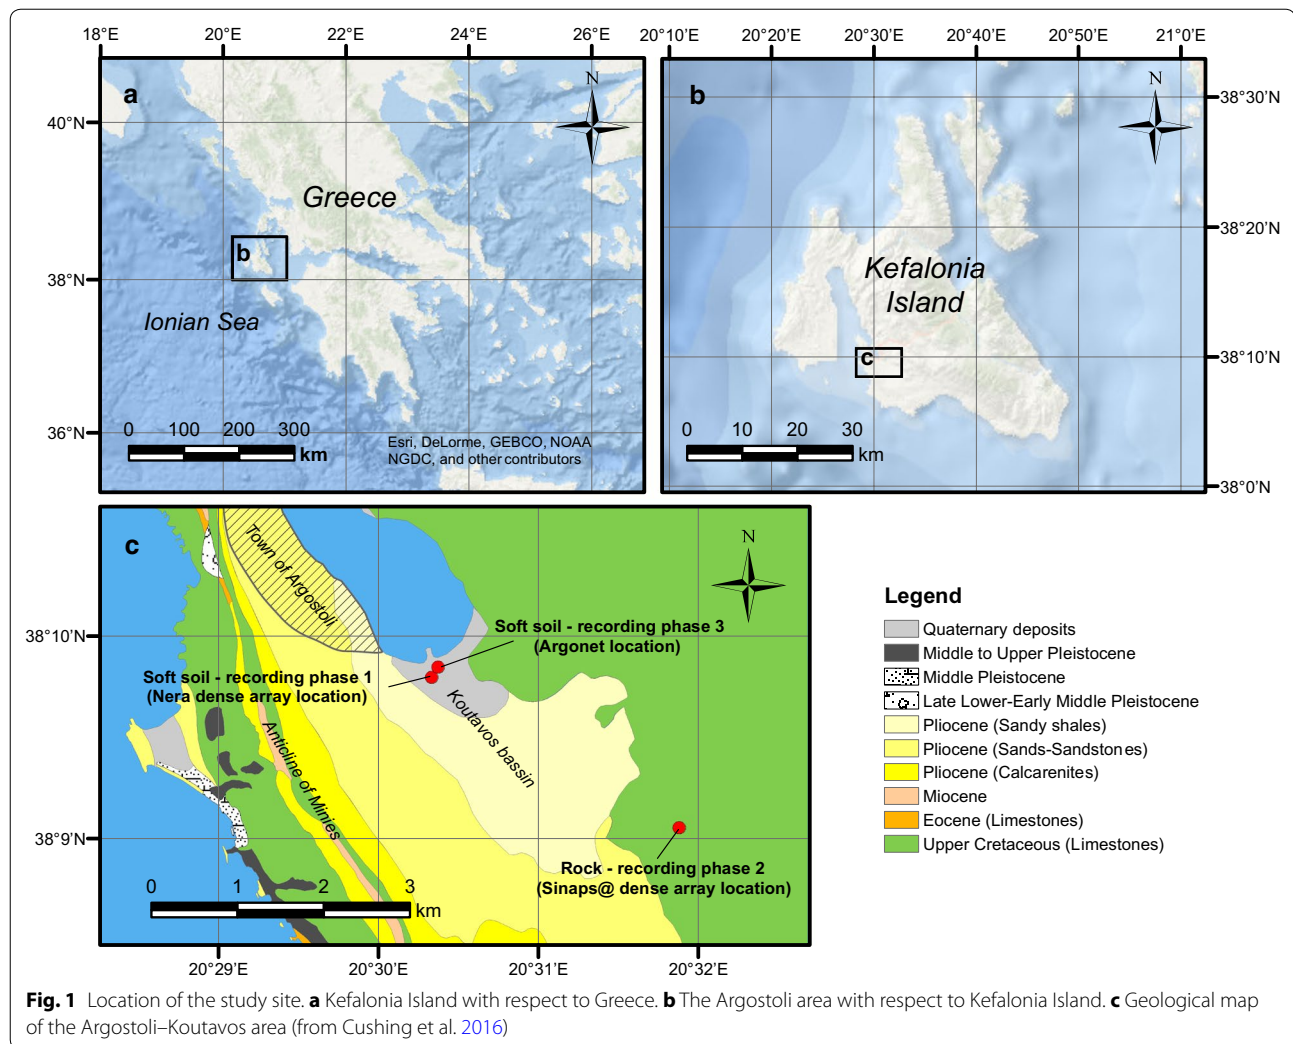 18°E 20°E 22°E 24°E 26°E
20°10'E 20°20'E 20°30'E 20°40'E 20°50'E 21°0'E
a
N
40°N
Greece
b
38°N
Ionian Sea
36°N
0 100 200 300
km
Esri, DeLorme, GEBCO, NOAA
NGDC, and other contributors
b
N
38°30'N
38°20'N
Kefalonia
Island
c
38°10'N
0 10 20 30
km
38°0'N
c
N
Town of Argostoli
38°10'N
Soft soil - recording phase 3
(Argonet location)
Soft soil - recording phase 1
(Nera dense array location)
Koutavos bassin
Anticline of Minies
38°9'N
Rock - recording phase 2
(Sinaps@ dense array location)
0 1 2 3
km
20°29'E 20°30'E 20°31'E 20°32'E
Legend
Quaternary deposits
Middle to Upper Pleistocene
Middle Pleistocene
Late Lower-Early Middle Pleistocene
Pliocene (Sandy shales)
Pliocene (Sands-Sandstones)
Pliocene (Calcarenites)
Miocene
Eocene (Limestones)
Upper Cretaceous (Limestones)
Fig. 1 Location of the study site. a Kefalonia Island with respect to Greece. b The Argostoli area with respect to Kefalonia Island. c Geological map
of the Argostoli–Koutavos area (from Cushing et al. 2016)